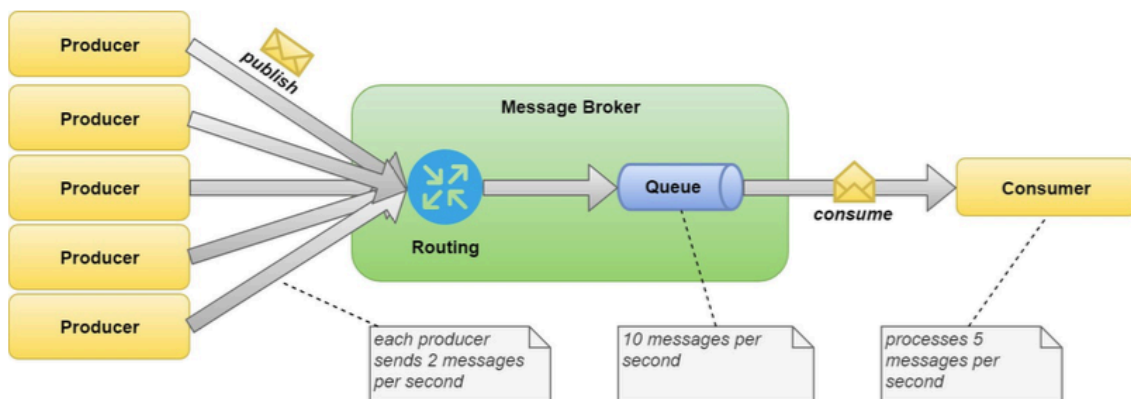 Producer
Producer
Producer
Producer
Producer
publish
Message Broker
Routing
Queue
consume
Consumer
each producer
sends 2 messages
per second
10 messages per
second
processes 5
messages per
second